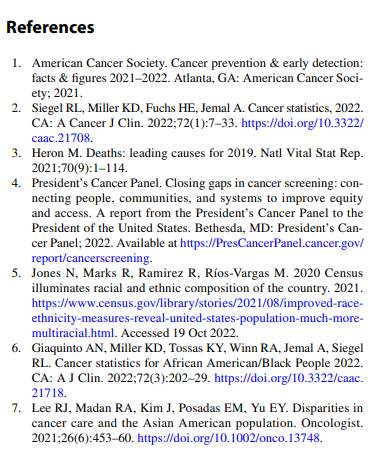 References
1. American Cancer Society. Cancer prevention & early detection:
facts & figures 2021–2022. Atlanta, GA: American Cancer Soci-
ety; 2021.
2. Siegel RL, Miller KD, Fuchs HE, Jemal A. Cancer statistics, 2022.
CA: A Cancer J Clin. 2022;72(1):7–33. https://doi.org/10.3322/
caac.21708.
3. Heron M. Deaths: leading causes for 2019. Natl Vital Stat Rep.
2021;70(9):1–114.
4. President's Cancer Panel. Closing gaps in cancer screening: con-
necting people, communities, and systems to improve equity
and access. A report from the President's Cancer Panel to the
President of the United States. Bethesda, MD: President's Can-
cer Panel; 2022. Available at https://PresCancerPanel.cancer.gov/
report/cancerscreening.
5. Jones N, Marks R, Ramirez R, Ríos-Vargas M. 2020 Census
illuminates racial and ethnic composition of the country. 2021.
https://www.census.gov/library/stories/2021/08/improved-race-
ethnicity-measures-reveal-united-states-population-much-more-
multiracial.html. Accessed 19 Oct 2022.
6. Giaquinto AN, Miller KD, Tossas KY, Winn RA, Jemal A, Siegel
RL. Cancer statistics for African American/Black People 2022.
CA: A J Clin. 2022;72(3):202–29. https://doi.org/10.3322/caac.
21718.
7. Lee RJ, Madan RA, Kim J, Posadas EM, Yu EY. Disparities in
cancer care and the Asian American population. Oncologist.
2021;26(6):453–60. https://doi.org/10.1002/onco.13748.